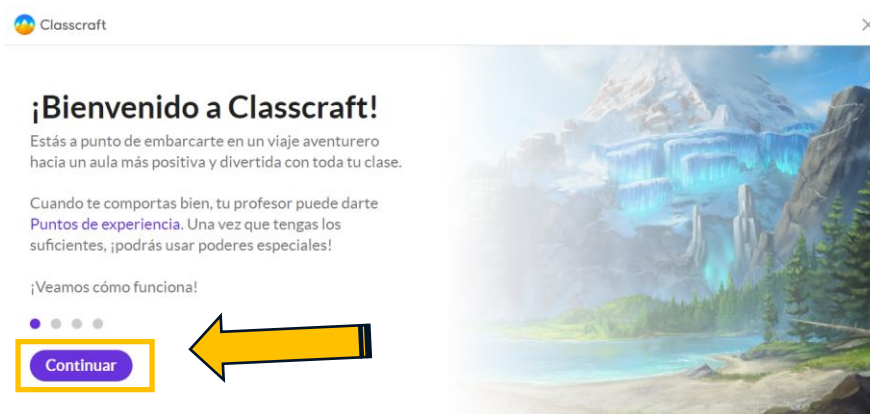 Classcraft
¡Bienvenido a Classcraft!
Estás a punto de embarcarte en un viaje aventurero
hacia un aula más positiva y divertida con toda tu clase.
Cuando te comportas bien, tu profesor puede darte
Puntos de experiencia. Una vez que tengas los
suficientes, ¡podrás usar poderes especiales!
¡Veamos cómo funciona!
Continuar